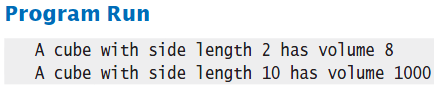 Program Run
A cube with side length 2 has volume 8
A cube with side length 10 has volume 1000